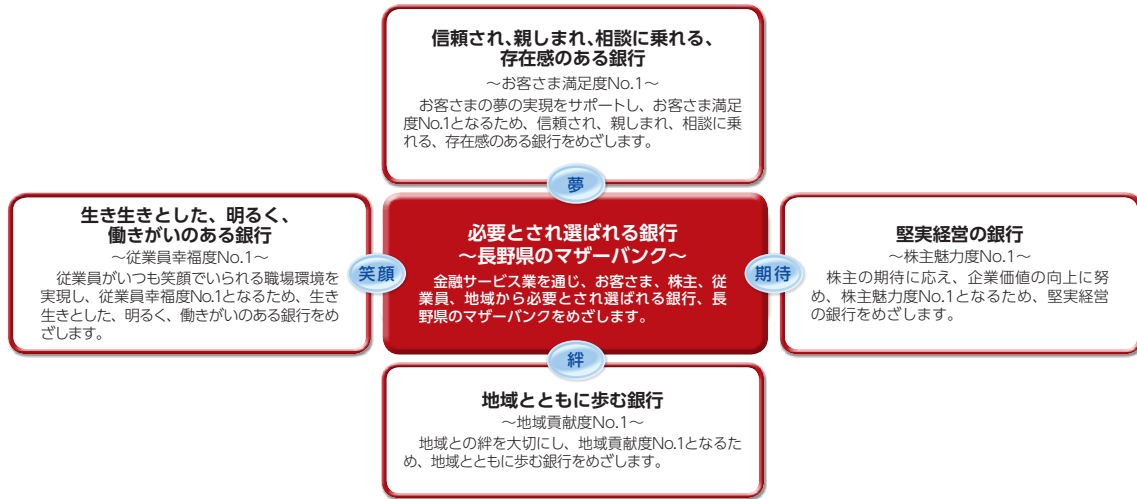 信頼され、親しまれ、相談に乗れる、
存在感のある銀行
～お客さま満足度No.1～
お客さまの夢の実現をサポートし、お客さま満足
度No.1となるため、信頼され、親しまれ、相談に乗
れる、存在感のある銀行をめざします。
夢
生き生きとした、明るく、
働きがいのある銀行
～従業員幸福度No.1～
従業員がいつも笑顔でいられる職場環境を
実現し、従業員幸福度No.1となるため、生き
生きとした、明るく、働きがいのある銀行をめ
ざします。
笑顔
必要とされ選ばれる銀行
～長野県のマザーバンク～
金融サービス業を通じ、お客さま、株主、従
業員、地域から必要とされ選ばれる銀行、長
野県のマザーバンクをめざします。
期待
堅実経営の銀行
～株主魅力度No.1～
株主の期待に応え、企業価値の向上に努
め、株主魅力度No.1となるため、堅実経営
の銀行をめざします。
絆
地域とともに歩む銀行
～地域貢献度No.1～
地域との絆を大切にし、地域貢献度No.1となるた
め、地域とともに歩む銀行をめざします。